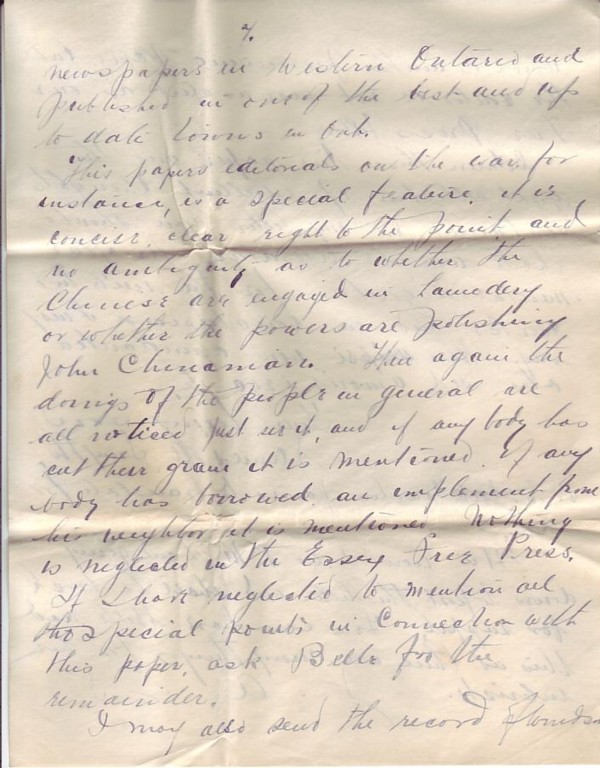 7.
newspapers in Western Ontario and
published in one of the best and up
to date towns in Ont.
This papers editorials on the war, for
instance, is a special feature, it is
concise, clear, right to the point and
no ambiguity as to whether the
Chinese are engaged in laundery
or whether the powers are polishing
John Chinaman. Then again the
doings of the people in general are
all noticed just in it, and if any body has
cut their grain it is mentioned. If any
body has borrowed an implement from
his neighbor it is mentioned Nothing
is neglected in the Essex Free Press.
If I have neglected to mention all
the special points in connection with
this paper, ask Belle for the
remainder.
I may also send the record of